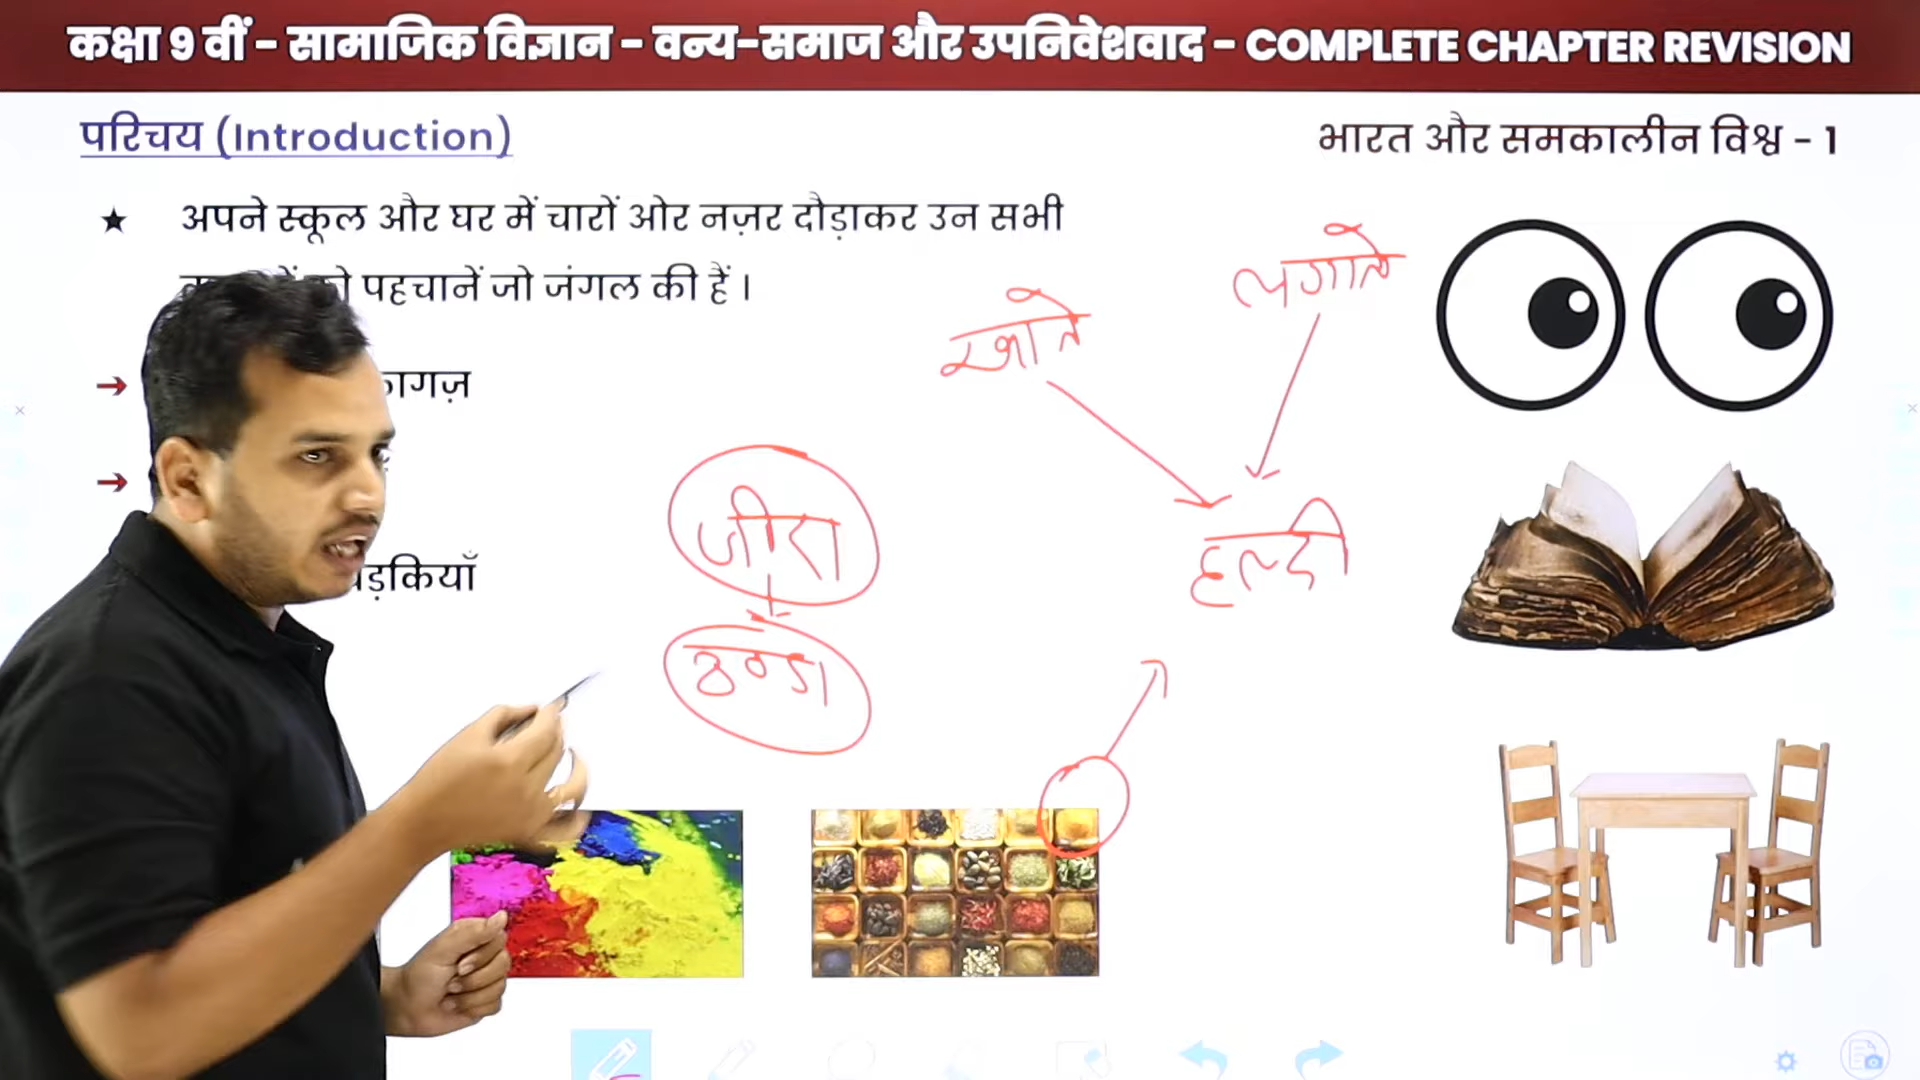 कक्षा 9 वीं - सामाजिक विज्ञान - वन्य-समाज और उपनिवेशवाद - COMPLETE CHAPTER REVISION
परिचय (Introduction)
भारत और समकालीन विश्व - 1
★ अपने स्कूल और घर में चारों ओर नज़र दौड़ाकर उन सभी
पहचानें जो जंगल की हैं ।
लगाते
खाते
जीरा
हल्दी
ठण्डा